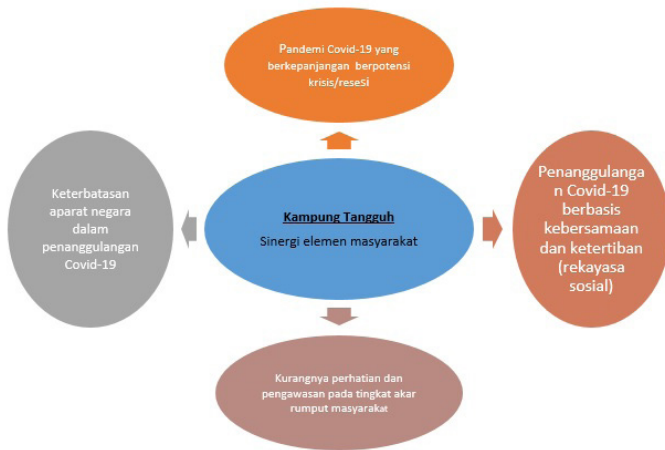 Pandemi Covid-19 yang
berkepanjangan berpotensi
krisis/resesi
Keterbatasan
aparat negara
dalam
penanggulangan
Covid-19
Kampung Tangguh
Sinergi elemen masyarakat
Penanggulanga
n Covid-19
berbasis
kebersamaan
dan ketertiban
(rekayasa
sosial)
Kurangnya perhatian dan
pengawasan pada tingkat akar
rumput masyarakat